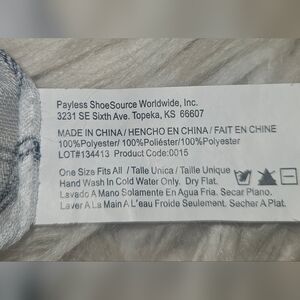 Payless ShoeSource Worldwide, Inc.
3231 SE Sixth Ave. Topeka, KS 66607
MADE IN CHINA / HENCHO EN CHINA / FAIT EN CHINE
100%Polyester/ 100%Poliéster/100%Polyester
LOT#134413 Product Code:0015
One Size Fits All / Talle Unica / Taille Unique
Hand Wash In Cold Water Only. Dry Flat.
Lavado A Mano Solamente En Agua Fria. Secar Plano.
Laver A La Main A L'eau Froide Seulement. Secher A Plat.